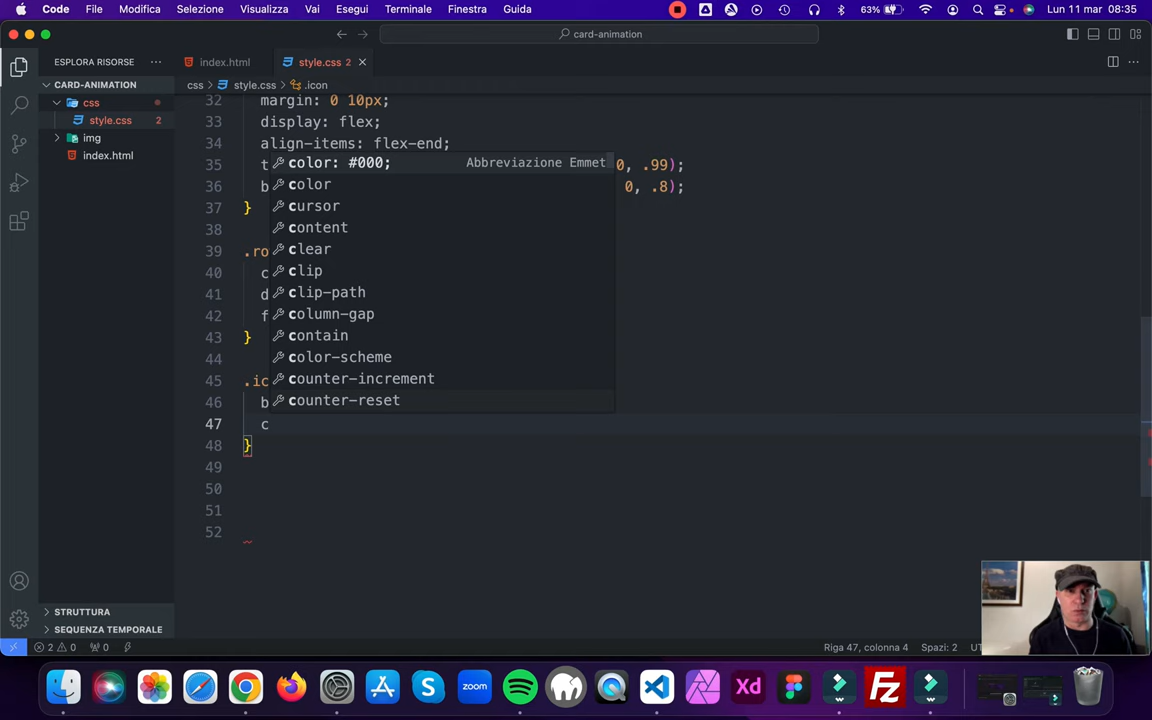 Code File Modifica Selezione Visualizza Vai Esegui Terminale Finestra Guida 63% Lun 11 mar 08:35
card-animation
ESPLORA RISORSE ··· index.html style.css 2
CARD-ANIMATION css > style.css > .icon
css
style.css 2
img
index.html
32 margin: 0 10px;
33 display: flex;
34 align-items: flex-end;
35 t 0, .99);
36 b 0, .8);
37 }
38
39 .ro
40 c
41 d
42 f
43 }
44
45 .ic
46 b
47 c
48 }
49
50
51
52
color: #000; Abbreviazione Emmet
color
cursor
content
clear
clip
clip-path
column-gap
contain
color-scheme
counter-increment
counter-reset
STRUTTURA
SEQUENZA TEMPORALE
2 0 0 Riga 47, colonna 4 Spazi: 2
zoom Xd Fz